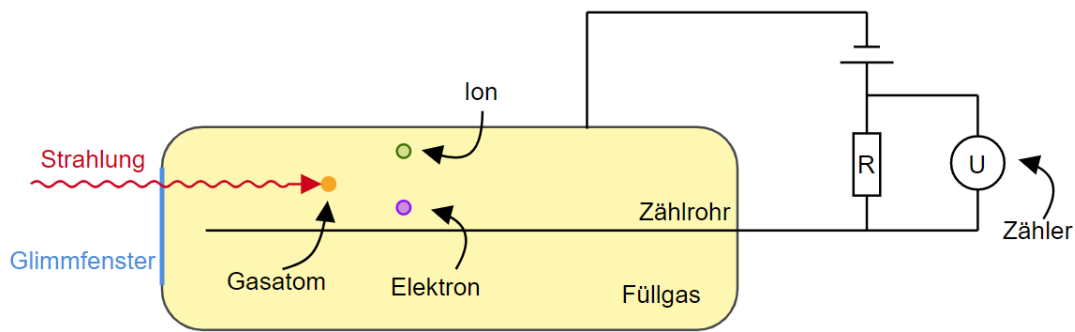 Ion
Strahlung
R
U
Zählrohr
Zähler
Glimmfenster
Gasatom
Elektron
Füllgas